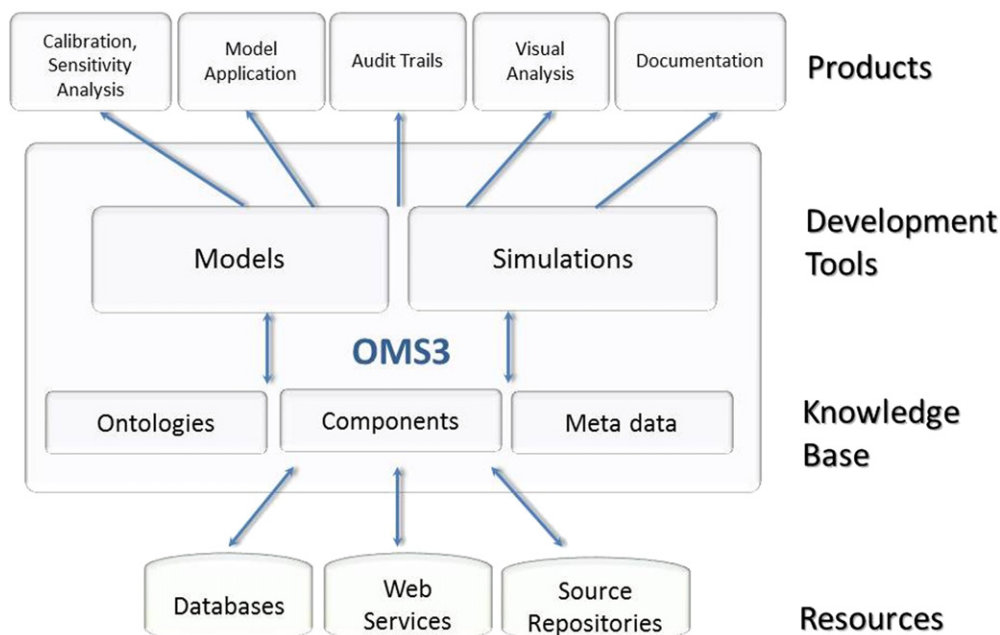 Calibration,
Sensitivity
Analysis
Model
Application
Audit Trails
Visual
Analysis
Documentation
Products
Models
Simulations
Development
Tools
OMS3
Ontologies
Components
Meta data
Knowledge
Base
Databases
Web
Services
Source
Repositories
Resources